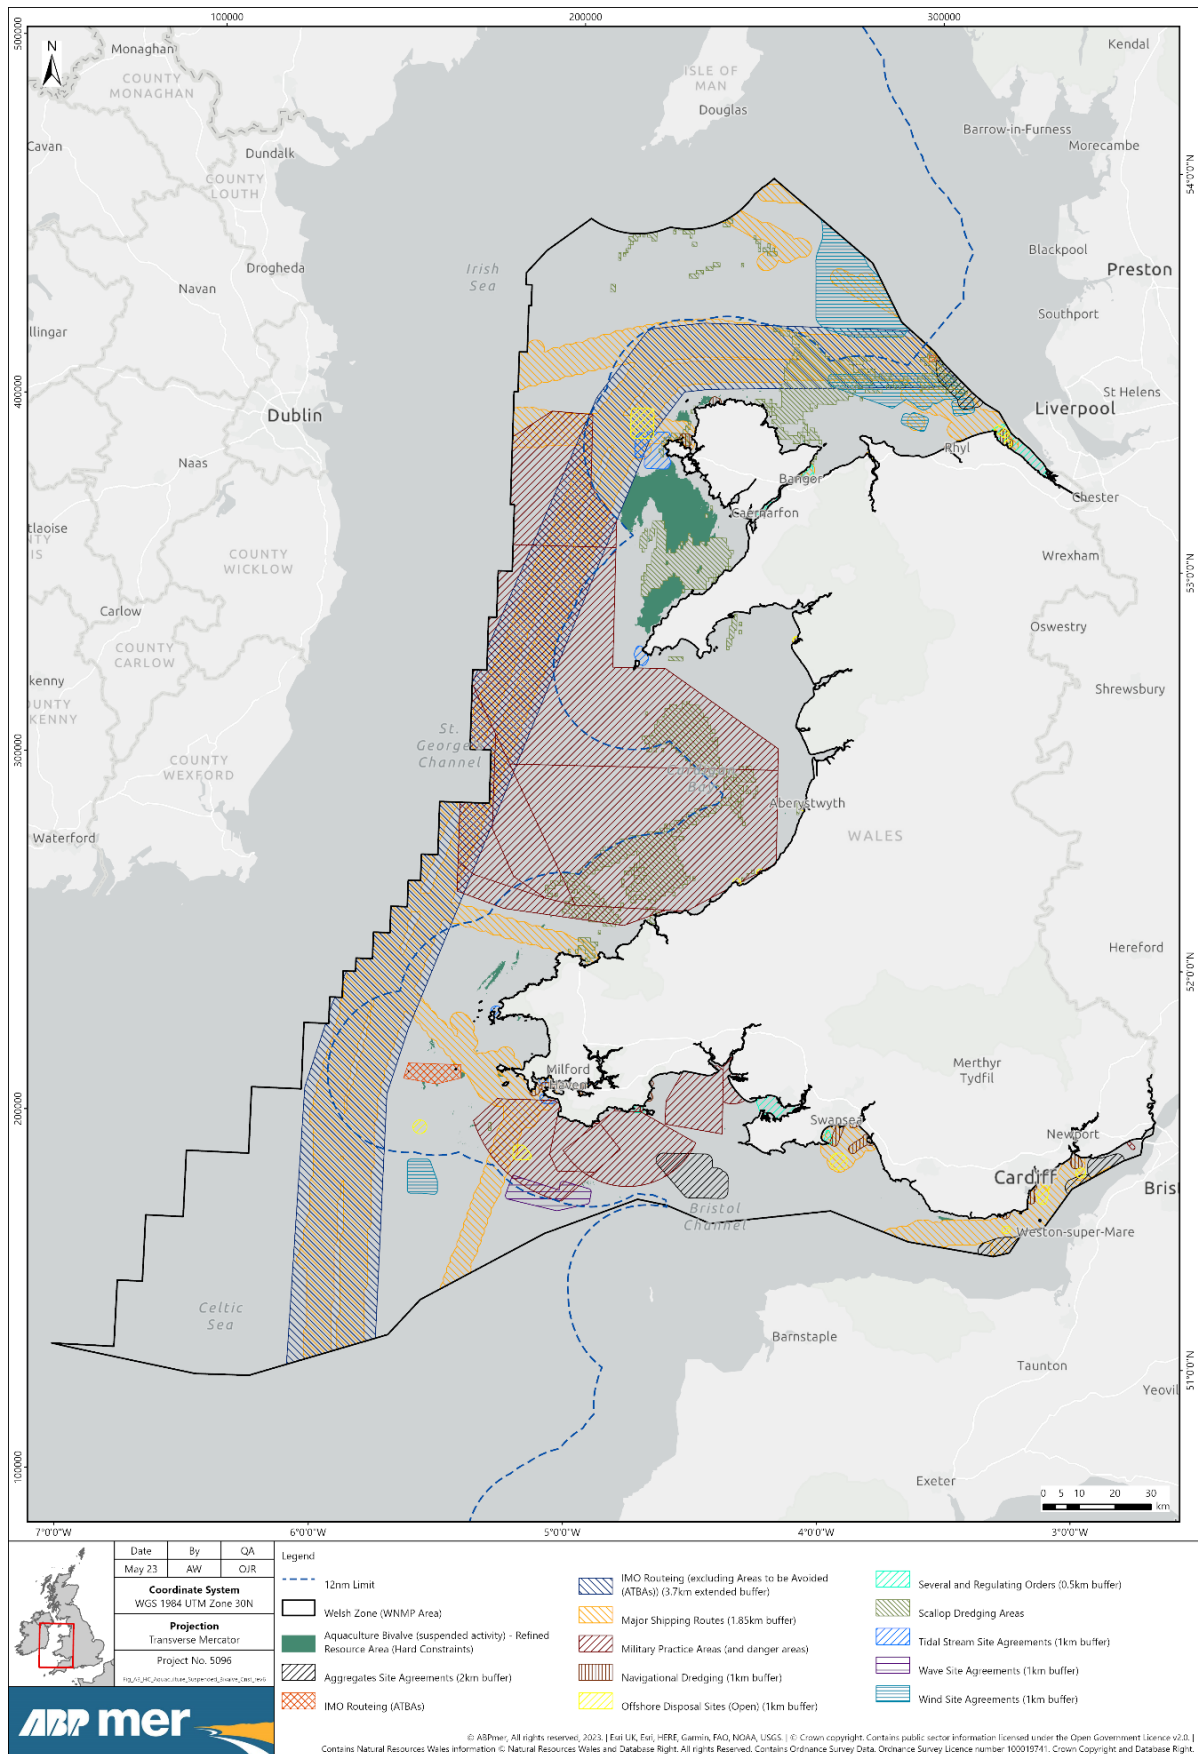 100000
200000
300000
500000
400000
300000
200000
100000
N
Monaghan
COUNTY
MONAGHAN
Cavan
Dundalk
COUNTY
LOUTH
Drogheda
Navan
llingar
Dublin
Naas
tlaoise
NTY
IS
COUNTY
WICKLOW
Carlow
COUNTY
CARLOW
kenny
UNTY
KENNY
COUNTY
WEXFORD
Waterford
ISLE OF
MAN
Douglas
Irish
Sea
St.
George
Channel
Celtic
Sea
Bristol
Channel
Kendal
Barrow-in-Furness
Morecambe
Blackpool
Preston
Southport
St Helens
Liverpool
Rhyl
Bangor
Chester
Caernarfon
Wrexham
Oswestry
Shrewsbury
Aberystwyth
WALES
Hereford
Merthyr
Tydfil
Milford
Haven
Swansea
Newport
Cardiff
Brist
Weston-super-Mare
Barnstaple
Taunton
Yeovil
Exeter
54°0'0"N
53°0'0"N
52°0'0"N
51°0'0"N
0 5 10 20 30
km
7°0'0"W
6°0'0"W
5°0'0"W
4°0'0"W
3°0'0"W
Date By QA
May 23 AW OJR
Coordinate System
WGS 1984 UTM Zone 30N
Projection
Transverse Mercator
Project No. 5096
ABPmer
Legend
12nm Limit
Welsh Zone (WNMP Area)
Aquaculture Bivalve (suspended activity) - Refined
Resource Area (Hard Constraints)
Aggregates Site Agreements (2km buffer)
IMO Routeing (ATBAs)
IMO Routeing (excluding Areas to be Avoided
(ATBAs)) (3.7km extended buffer)
Major Shipping Routes (1.85km buffer)
Military Practice Areas (and danger areas)
Navigational Dredging (1km buffer)
Offshore Disposal Sites (Open) (1km buffer)
Several and Regulating Orders (0.5km buffer)
Scallop Dredging Areas
Tidal Stream Site Agreements (1km buffer)
Wave Site Agreements (1km buffer)
Wind Site Agreements (1km buffer)
© ABPmer, All rights reserved, 2023. | Esri UK, Esri, HERE, Garmin, FAO, NOAA, USGS. | © Crown copyright. Contains public sector information licensed under the Open Government Licence v2.0. |
Contains Natural Resources Wales information © Natural Resources Wales and Database Right. All rights Reserved. Contains Ordnance Survey Data. Ordnance Survey Licence number 100019741. Crown Copyright and Database Right.